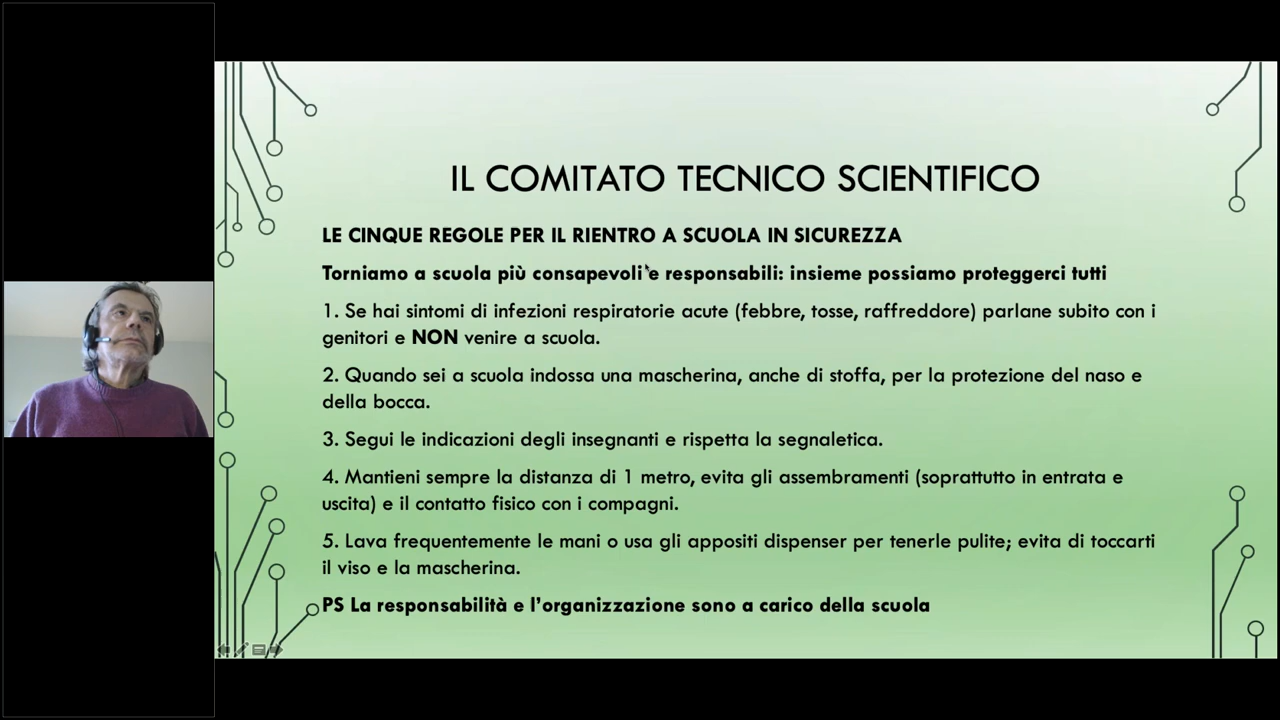 IL COMITATO TECNICO SCIENTIFICO
LE CINQUE REGOLE PER IL RIENTRO A SCUOLA IN SICUREZZA
Torniamo a scuola più consapevoli e responsabili: insieme possiamo proteggerci tutti
1. Se hai sintomi di infezioni respiratorie acute (febbre, tosse, raffreddore) parlane subito con i
genitori e NON venire a scuola.
2. Quando sei a scuola indossa una mascherina, anche di stoffa, per la protezione del naso e
della bocca.
3. Segui le indicazioni degli insegnanti e rispetta la segnaletica.
4. Mantieni sempre la distanza di 1 metro, evita gli assembramenti (soprattutto in entrata e
uscita) e il contatto fisico con i compagni.
5. Lava frequentemente le mani o usa gli appositi dispenser per tenerle pulite; evita di toccarti
il viso e la mascherina.
PS La responsabilità e l'organizzazione sono a carico della scuola